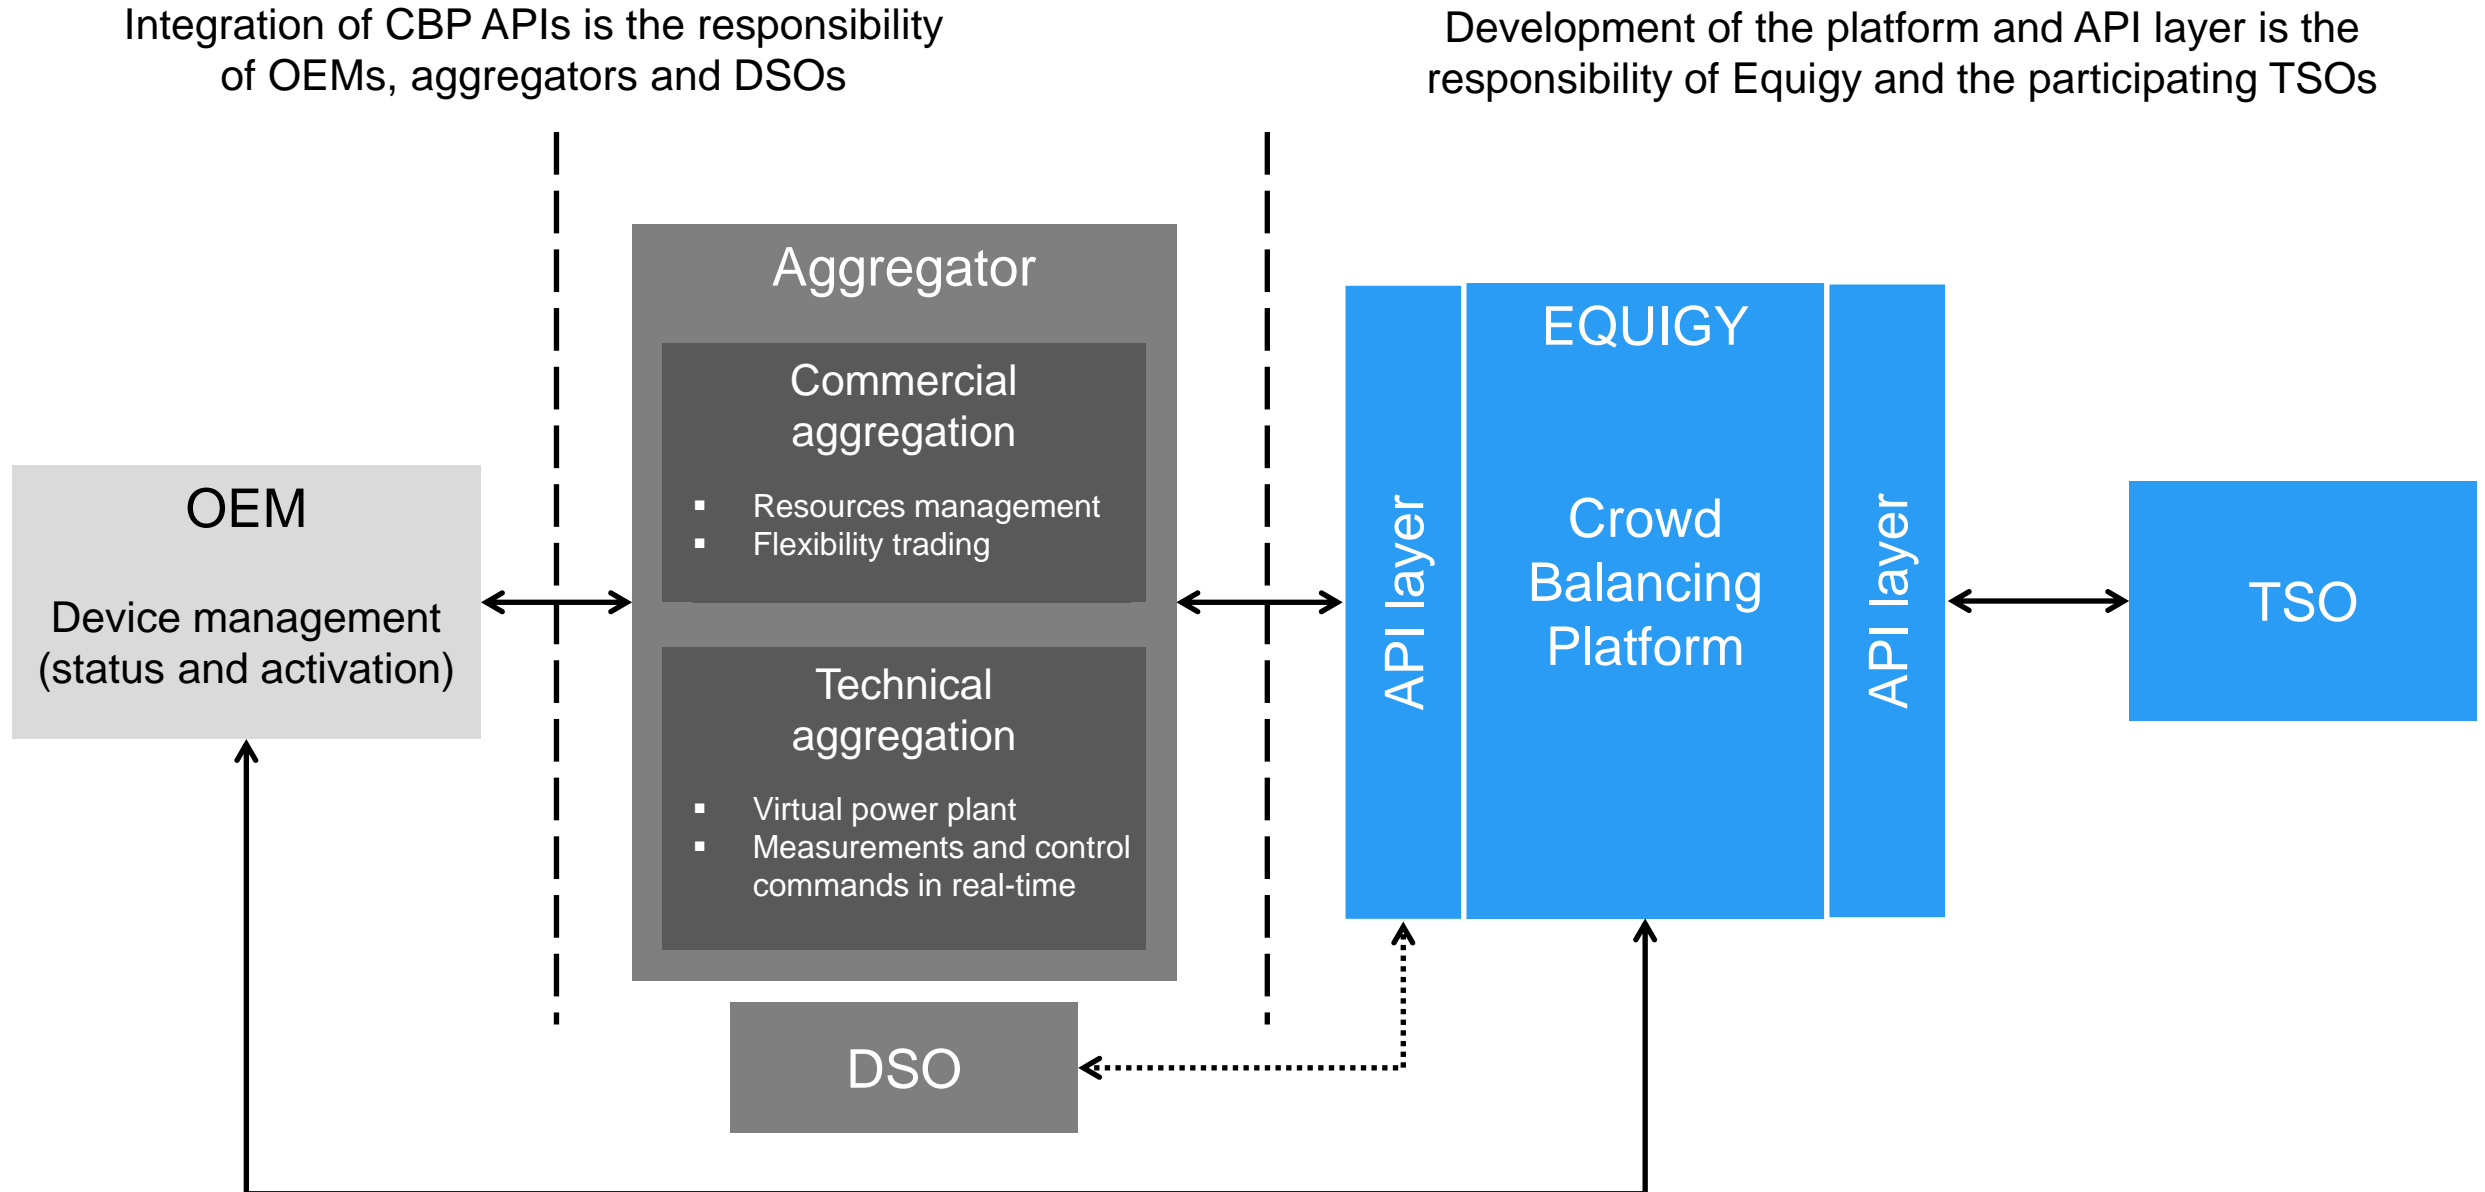 Integration of CBP APIs is the responsibility
of OEMs, aggregators and DSOs
Development of the platform and API layer is the
responsibility of Equigy and the participating TSOs
OEM
Device management
(status and activation)
Aggregator
Commercial
aggregation
▪ Resources management
▪ Flexibility trading
Technical
aggregation
▪ Virtual power plant
▪ Measurements and control
commands in real-time
DSO
API layer
EQUIGY
Crowd
Balancing
Platform
API layer
TSO